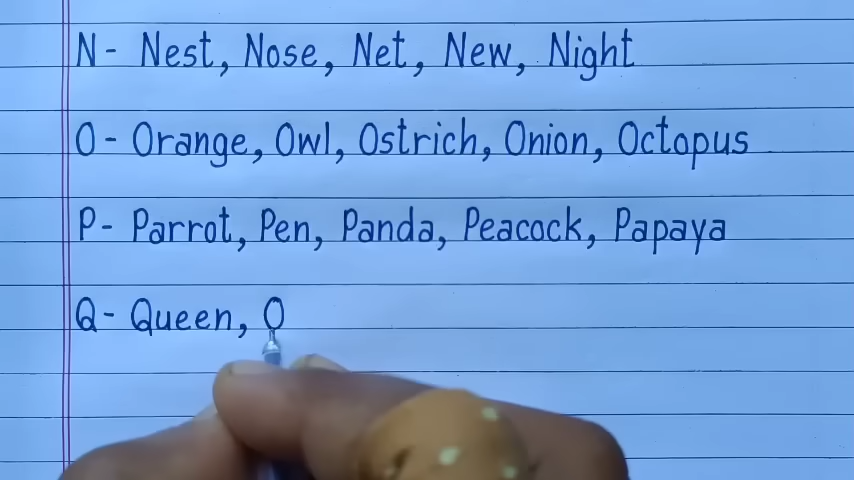 N- Nest, Nose, Net, New, Night
O- Orange, Owl, Ostrich, Onion, Octopus
P- Parrot, Pen, Panda, Peacock, Papaya
Q- Queen, O